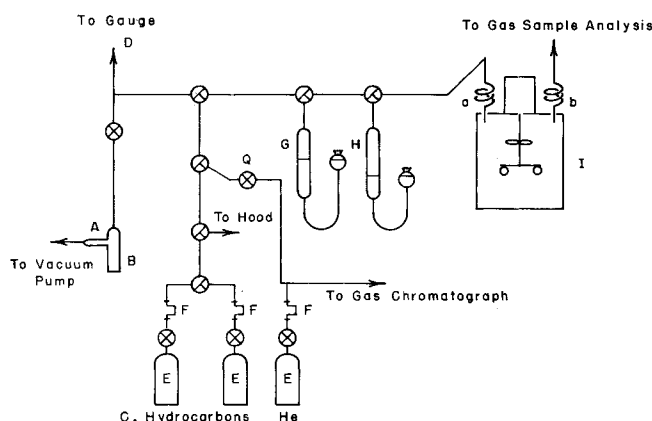 To Gauge
D
To Gas Sample Analysis
a
b
G
H
I
Q
A
To Hood
To Vacuum
Pump
B
To Gas Chromatograph
F
F
F
E
E
E
Hydrocarbons
He